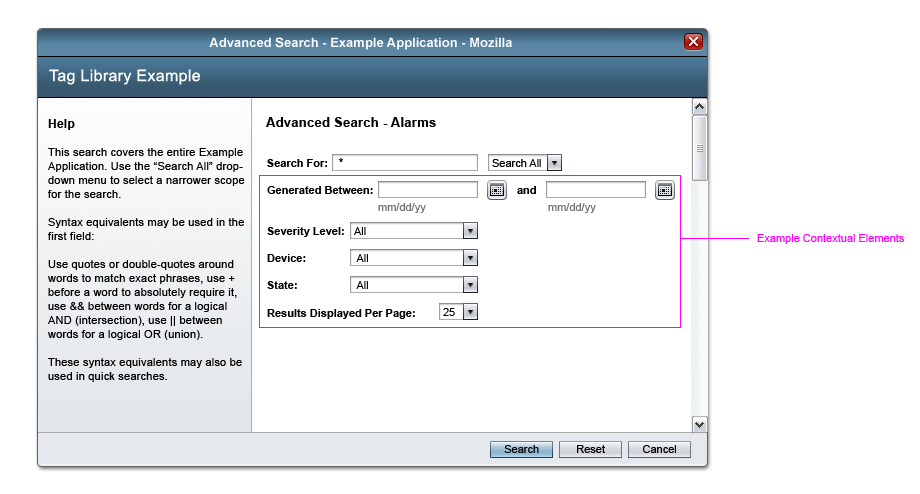 Advanced Search - Example Application - Mozilla
Tag Library Example
Help
This search covers the entire Example
Application. Use the “Search All” drop-
down menu to select a narrower scope
for the search.
Syntax equivalents may be used in the
first field:
Use quotes or double-quotes around
words to match exact phrases, use +
before a word to absolutely require it,
use && between words for a logical
AND (intersection), use || between
words for a logical OR (union).
These syntax equivalents may also be
used in quick searches.
Advanced Search - Alarms
Search For: * Search All
Generated Between: and
mm/dd/yy mm/dd/yy
Severity Level: All
Device: All
State: All
Results Displayed Per Page: 25
Example Contextual Elements
Search Reset Cancel